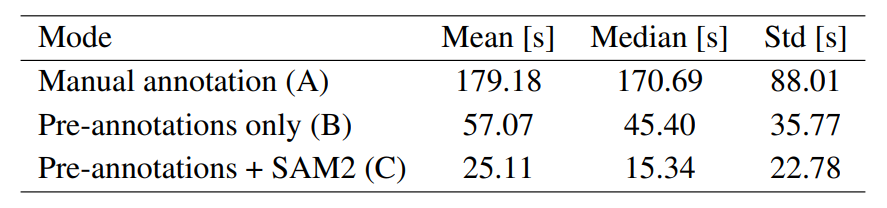 Mode Mean [s] Median [s] Std [s]
Manual annotation (A) 179.18 170.69 88.01
Pre-annotations only (B) 57.07 45.40 35.77
Pre-annotations + SAM2 (C) 25.11 15.34 22.78